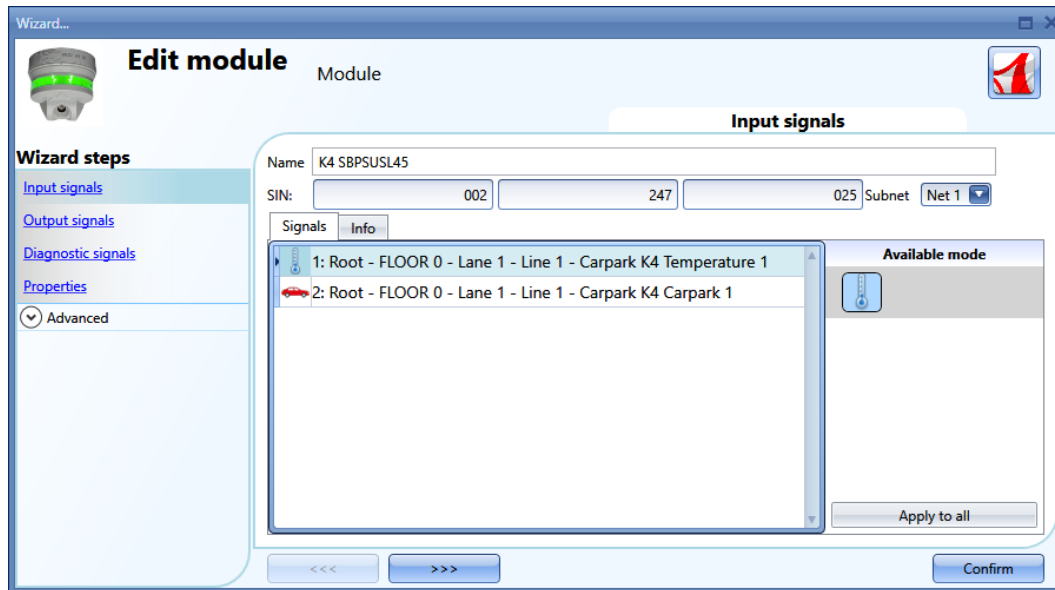 Wizard...
Edit module
Module
Input signals
Wizard steps
Input signals
Output signals
Diagnostic signals
Properties
Advanced
Name K4 SBPSUSL45
SIN: 002 247 025 Subnet Net 1
Signals Info
1: Root - FLOOR 0 - Lane 1 - Line 1 - Carpark K4 Temperature 1
2: Root - FLOOR 0 - Lane 1 - Line 1 - Carpark K4 Carpark 1
Available mode
Apply to all
<<< >>> Confirm